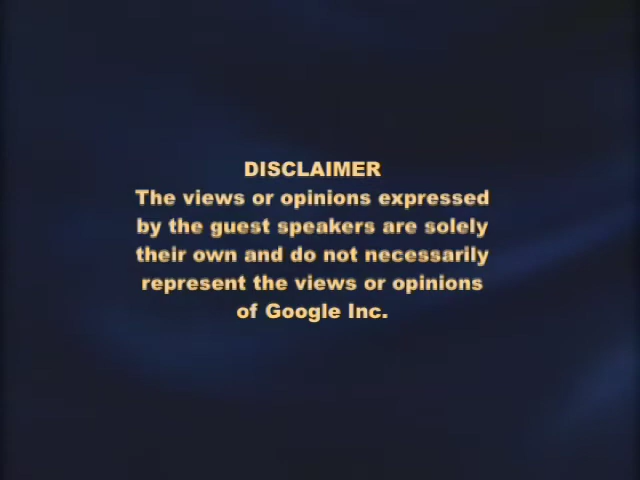 DISCLAIMER
The views or opinions expressed
by the guest speakers are solely
their own and do not necessarily
represent the views or opinions
of Google Inc.